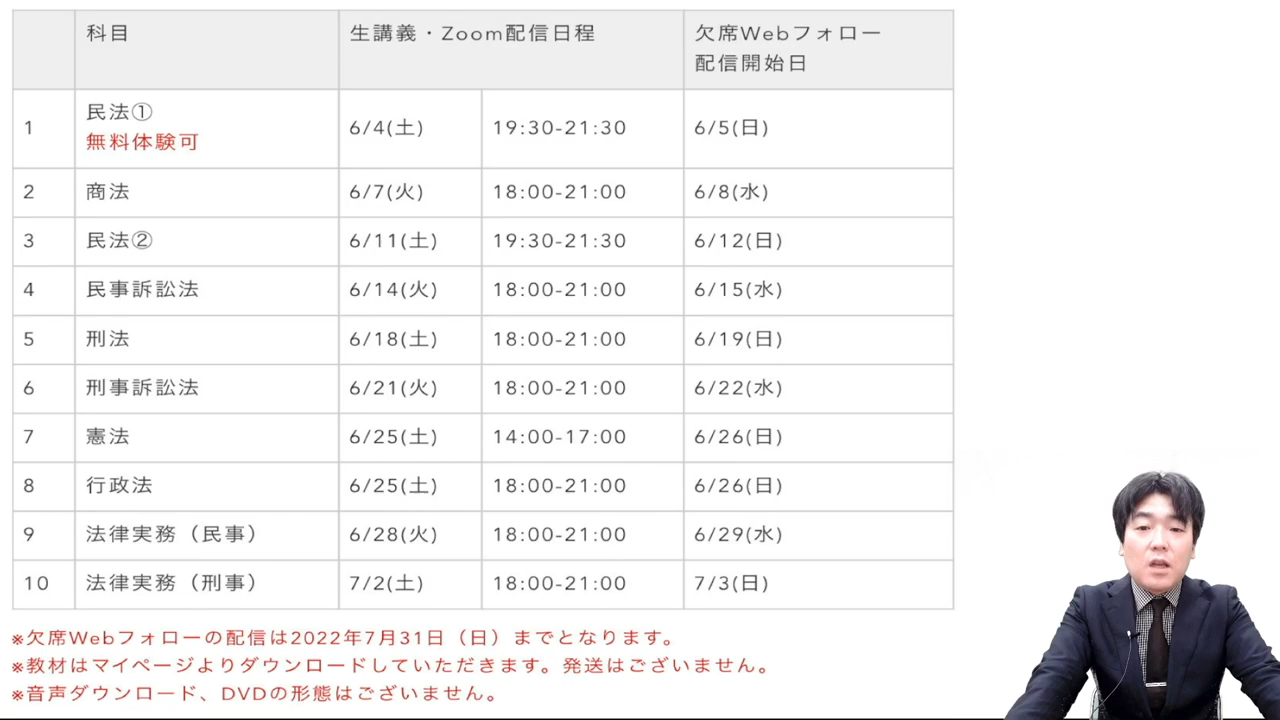 科目 生講義・Zoom配信日程 欠席Webフォロー
配信開始日
1 民法① 6/4(土) 19:30-21:30 6/5(日)
無料体験可
2 商法 6/7(火) 18:00-21:00 6/8(水)
3 民法② 6/11(土) 19:30-21:30 6/12(日)
4 民事訴訟法 6/14(火) 18:00-21:00 6/15(水)
5 刑法 6/18(土) 18:00-21:00 6/19(日)
6 刑事訴訟法 6/21(火) 18:00-21:00 6/22(水)
7 憲法 6/25(土) 14:00-17:00 6/26(日)
8 行政法 6/25(土) 18:00-21:00 6/26(日)
9 法律実務（民事） 6/28(火) 18:00-21:00 6/29(水)
10 法律実務（刑事） 7/2(土) 18:00-21:00 7/3(日)
※欠席Webフォローの配信は2022年7月31日（日）までとなります。
※教材はマイページよりダウンロードしていただきます。発送はございません。
※音声ダウンロード、DVDの形態はございません。